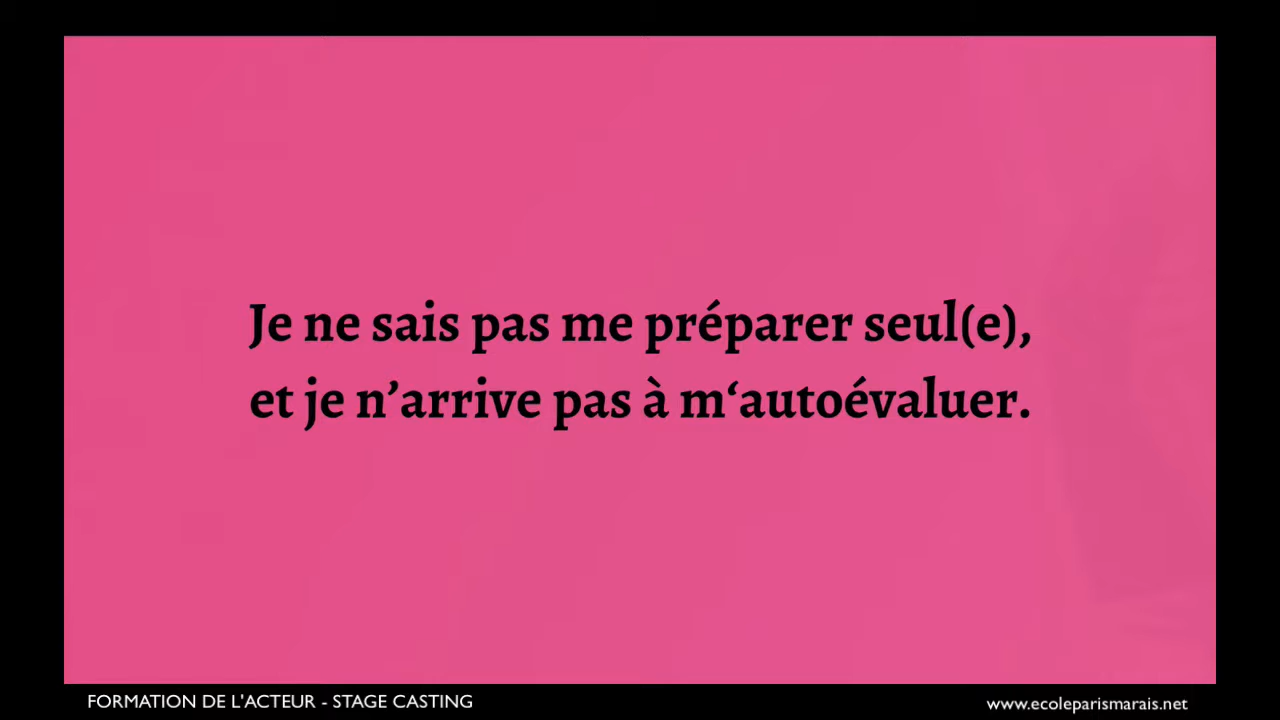 Je ne sais pas me préparer seul(e),
et je n’arrive pas à m‘autoévaluer.
FORMATION DE L'ACTEUR - STAGE CASTING
www.ecoleparismarais.net